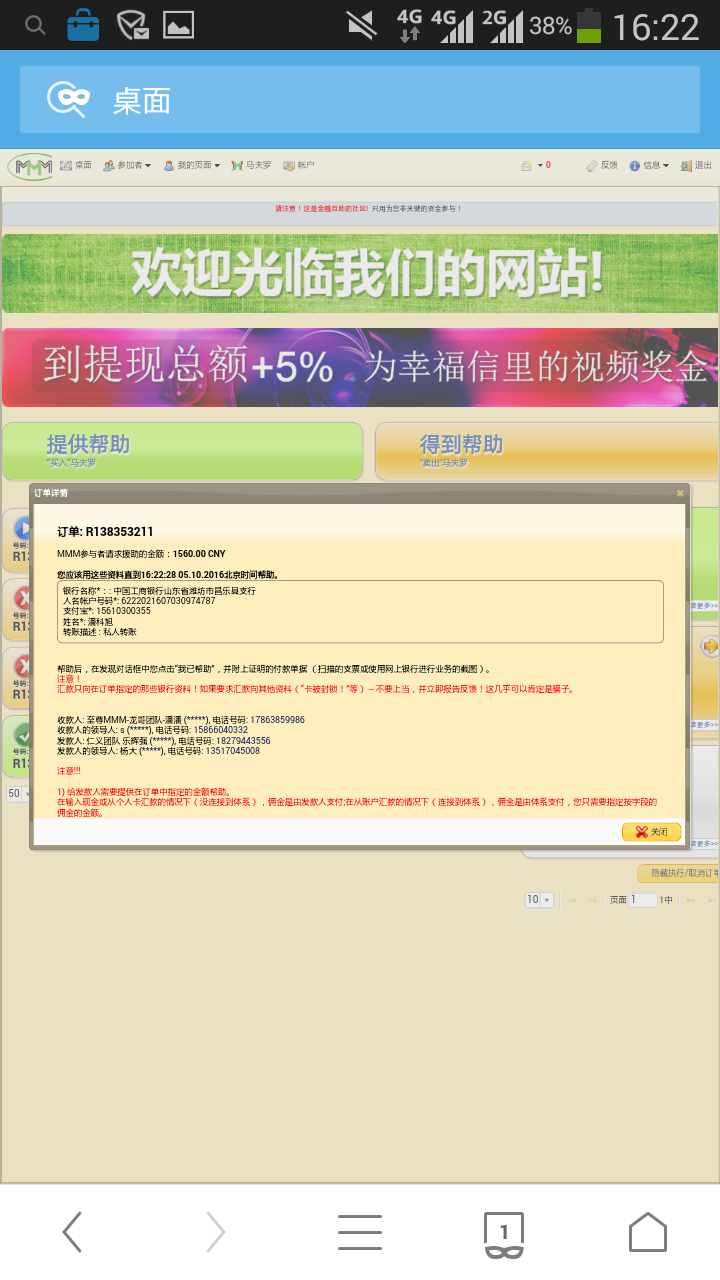 4G 4G 2G 38% 16:22
桌面
MMM 桌面 参加者 我的页面 马夫罗 帐户 0 反馈 信息 退出
请注意！这是金融互助的社区! 只用为您非关键的资金参与！
欢迎光临我们的网站!
到提现总额+5% 为幸福信里的视频奖金
提供帮助 得到帮助
"买入"马夫罗 "卖出"马夫罗
订单详情
订单: R138353211
MMM参与者请求援助的金额：1560.00 CNY
您应该用这些资料直到16:22:28 05.10.2016北京时间帮助。
银行名称*：: 中国工商银行山东省潍坊市昌乐县支行
人名帐户号码*: 6222021607030974787
支付宝*: 15610300355
姓名*: 潘科旭
转账描述 : 私人转账
帮助后，在发现对话框中您点击“我已帮助”，并附上证明的付款单据（ 扫描的支票或使用网上银行进行业务的截图 )。
注意！
汇款只向在订单指定的那些银行资料！如果要求汇款向其他资料（ “卡被封锁！”等 ） -- 不要上当，并立即报告反馈！这几乎可以肯定是骗子。
收款人: 至尊MMM-龙哥团队-潘潘 (*****), 电话号码: 17863859986
收款人的领导人: s (*****), 电话号码: 15866040332
发款人: 仁义团队 乐辉强 (*****), 电话号码: 18279443556
发款人的领导人: 杨大 (*****), 电话号码: 13517045008
注意!!!
1) 给发款人需要提供在订单中指定的金额帮助。
在输入现金或从个人卡汇款的情况下（ 没连接到体系 ） , 佣金是由发款人支付;在从账户汇款的情况下（ 连接到体系 ） , 佣金是由体系支付，您只需要指定按字段的
佣金的金额。
关闭
号码:
R1
号码:
R1
号码:
R1
号码:
R1
50
读更多>>
读更多>>
读更多>>
隐藏执行/取消订单
10 页面 1 1中
1